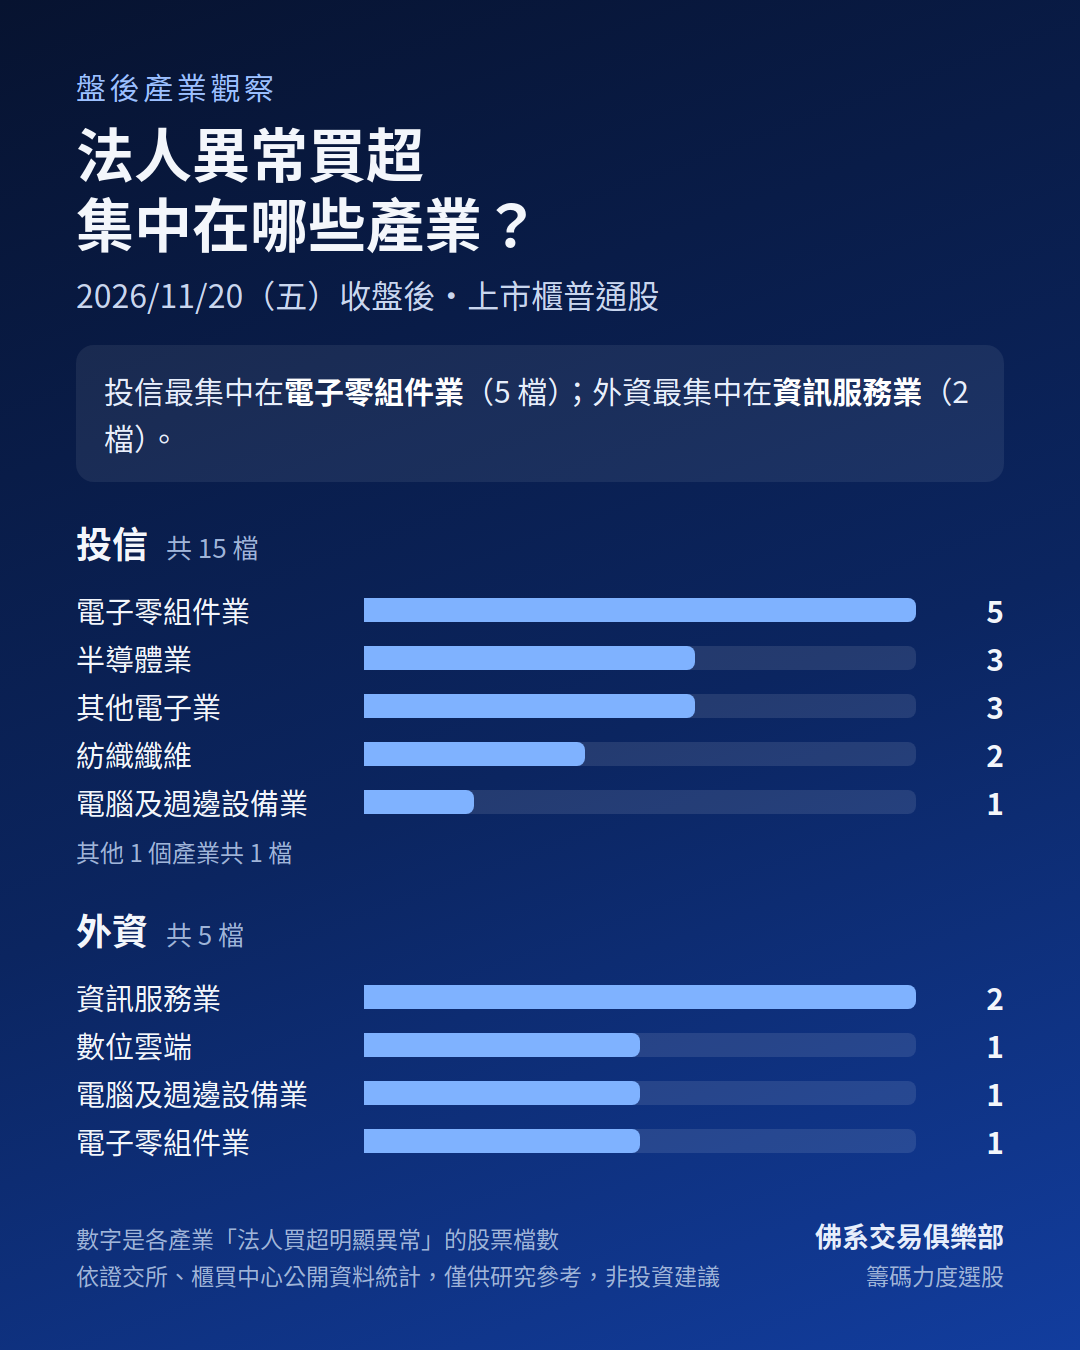 盤後產業觀察
法人異常買超
集中在哪些產業？
2026/11/20（五）收盤後・上市櫃普通股
投信最集中在電子零組件業（5 檔）；外資最集中在資訊服務業（2
檔）。
投信 共 15 檔
電子零組件業 5
半導體業 3
其他電子業 3
紡織纖維 2
電腦及週邊設備業 1
其他 1 個產業共 1 檔
外資 共 5 檔
資訊服務業 2
數位雲端 1
電腦及週邊設備業 1
電子零組件業 1
數字是各產業「法人買超明顯異常」的股票檔數
依證交所、櫃買中心公開資料統計，僅供研究參考，非投資建議
佛系交易俱樂部
籌碼力度選股